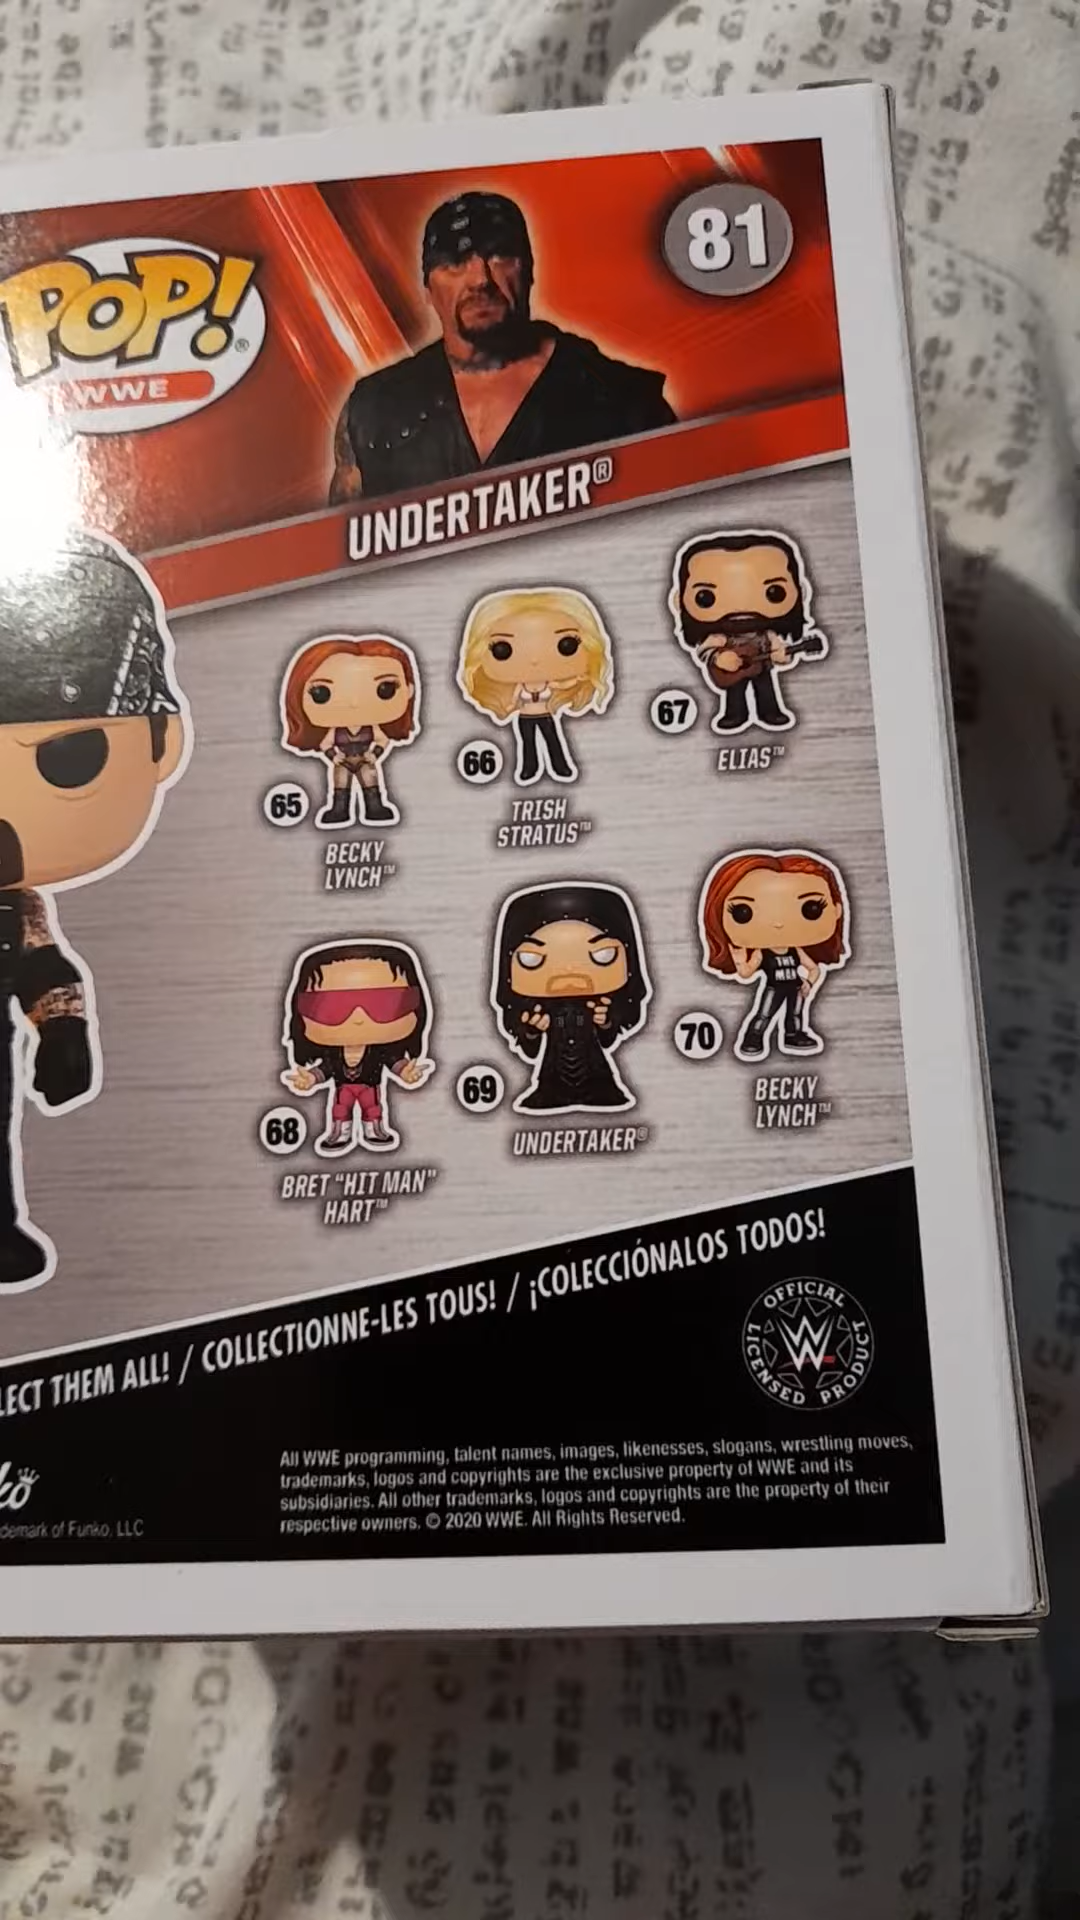 81
POP!®
WWE
UNDERTAKER®
67
ELIAS™
66
TRISH
STRATUS™
65
BECKY
LYNCH™
THE
MAN
70
BECKY
LYNCH™
69
UNDERTAKER®
68
BRET "HIT MAN"
HART™
LECT THEM ALL! / COLLECTIONNE-LES TOUS! / ¡COLECCIÓNALOS TODOS!
OFFICIAL
LICENSED PRODUCT
W
All WWE programming, talent names, images, likenesses, slogans, wrestling moves,
trademarks, logos and copyrights are the exclusive property of WWE and its
subsidiaries. All other trademarks, logos and copyrights are the property of their
respective owners. © 2020 WWE. All Rights Reserved.
ko
demark of Funko, LLC